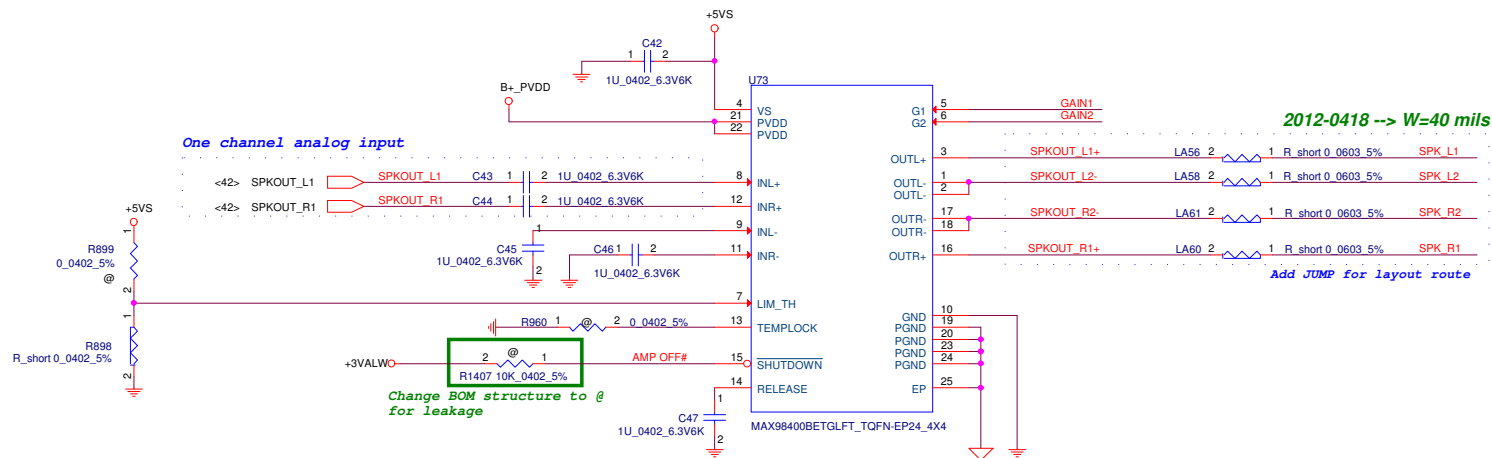 +5VS
C42
1 2
1U_0402_6.3V6K
U73
B+_PVDD
4 VS
21 PVDD
22 PVDD
G1 5 GAIN1
G2 6 GAIN2
2012-0418 --> W=40 mils
One channel analog input
OUTL+ 3 SPKOUT_L1+ LA56 2 1 R_short 0_0603_5% SPK_L1
<42> SPKOUT_L1 SPKOUT_L1 C43 1 2 1U_0402_6.3V6K 8 INL+
OUTL- 1 SPKOUT_L2- LA58 2 1 R_short 0_0603_5% SPK_L2
OUTL- 2
<42> SPKOUT_R1 SPKOUT_R1 C44 1 2 1U_0402_6.3V6K 12 INR+
+5VS
OUTR- 17 SPKOUT_R2- LA61 2 1 R_short 0_0603_5% SPK_R2
OUTR- 18
1 9 INL-
1
R899
0_0402_5%
@
2
C45
1U_0402_6.3V6K
2
C46 1 2
1U_0402_6.3V6K
11 INR-
OUTR+ 16 SPKOUT_R1+ LA60 2 1 R_short 0_0603_5% SPK_R1
Add JUMP for layout route
7 LIM_TH
1
R898
R_short 0_0402_5%
2
R960 1 @ 2 0_0402_5% 13 TEMPLOCK
GND 10
PGND 19
PGND 20
PGND 23
PGND 24
+3VALW 2 @ 1 AMP OFF# 15 SHUTDOWN
R1407 10K_0402_5%
14 RELEASE
EP 25
Change BOM structure to @
for leakage
1
C47
1U_0402_6.3V6K
2
MAX98400BETGLFT_TQFN-EP24_4X4